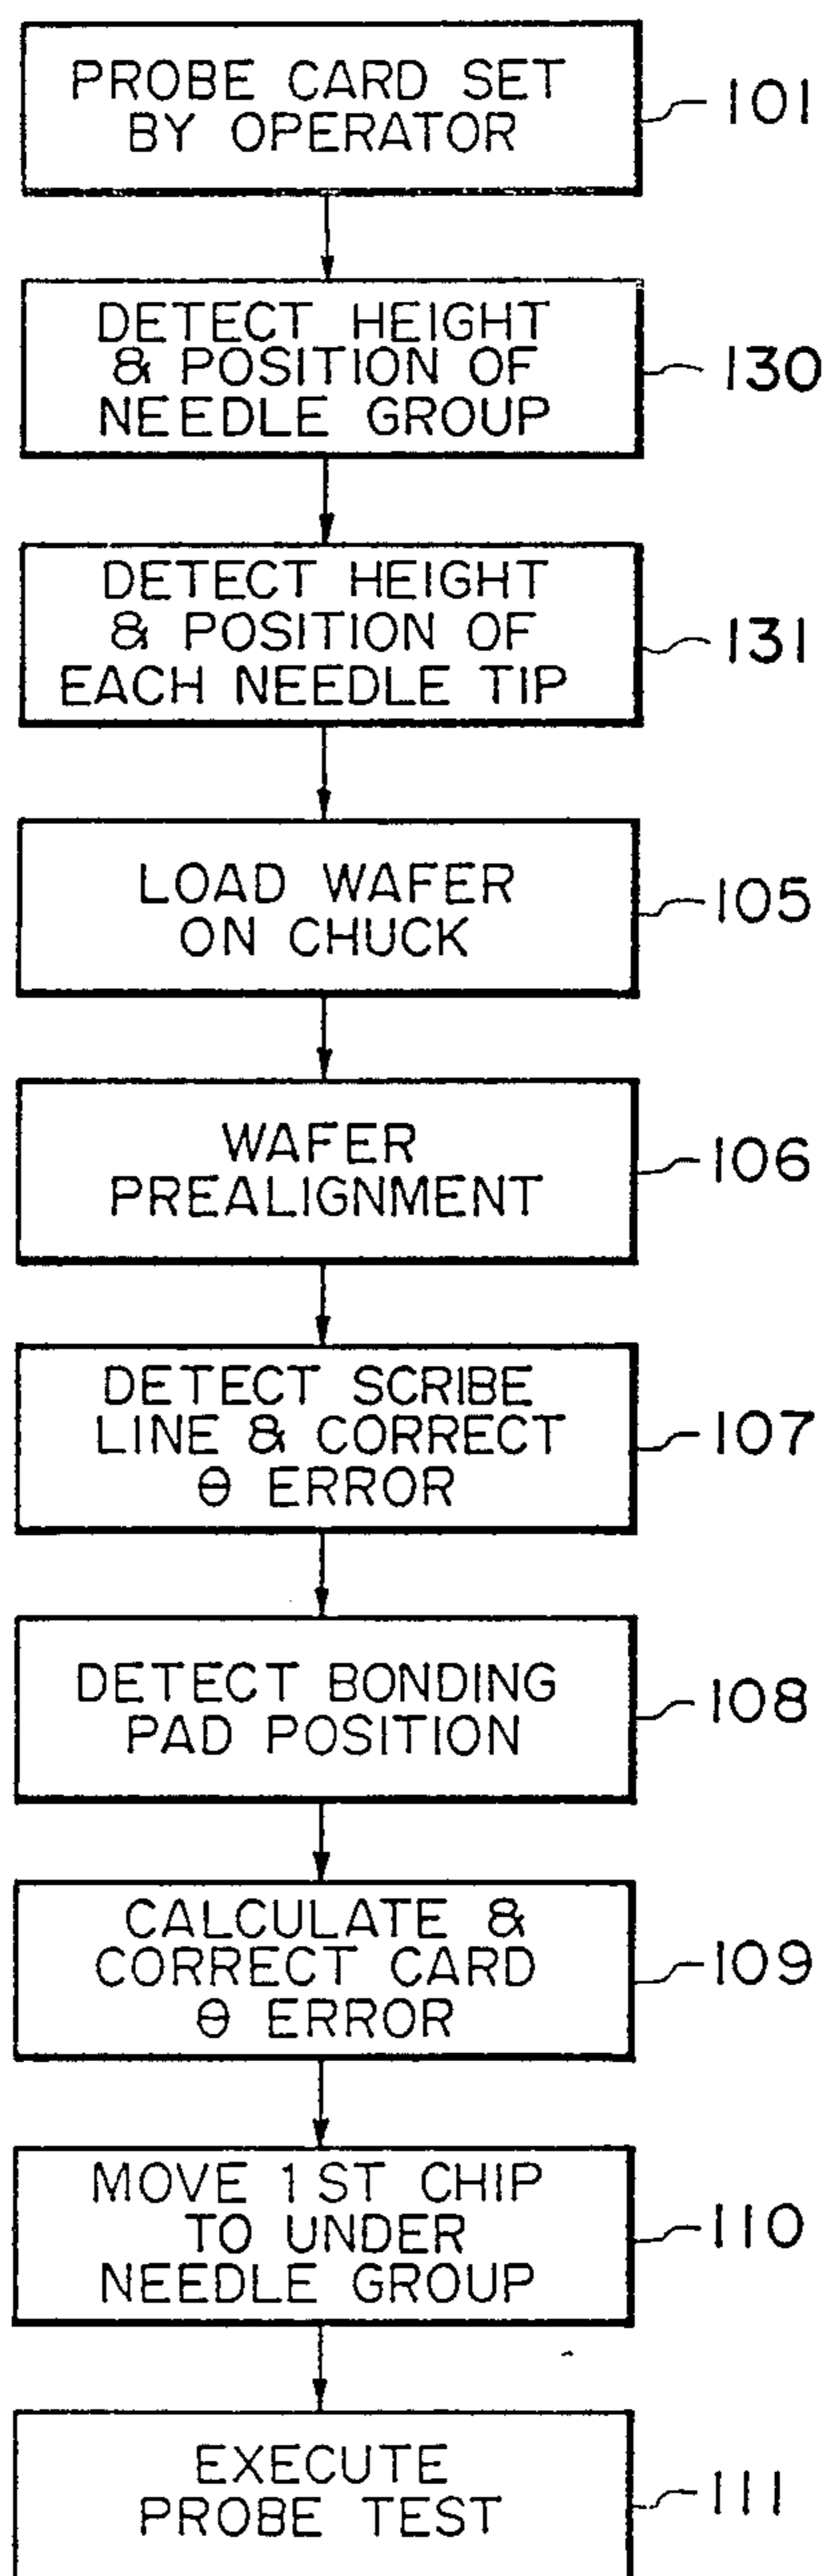 PROBE CARD SET
BY OPERATOR
101
DETECT HEIGHT
& POSITION OF
NEEDLE GROUP
130
DETECT HEIGHT
& POSITION OF
EACH NEEDLE TIP
131
LOAD WAFER
ON CHUCK
105
WAFER
PREALIGNMENT
106
DETECT SCRIBE
LINE & CORRECT
θ ERROR
107
DETECT BONDING
PAD POSITION
108
CALCULATE &
CORRECT CARD
θ ERROR
109
MOVE 1ST CHIP
TO UNDER
NEEDLE GROUP
110
EXECUTE
PROBE TEST
111